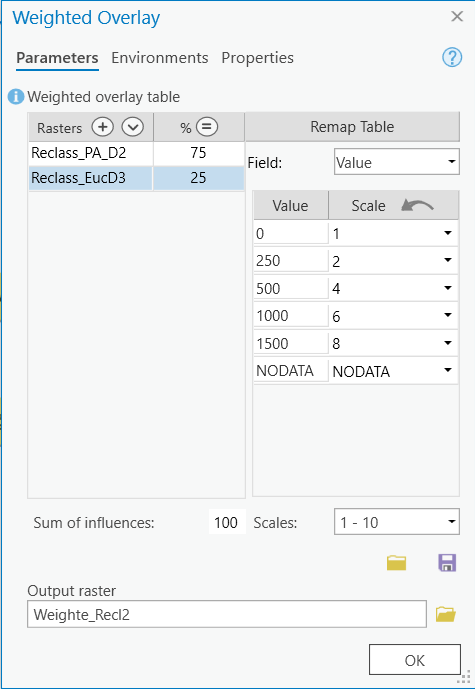 Weighted Overlay
Parameters Environments Properties
Weighted overlay table
Rasters % Remap Table
Reclass_PA_D2 75
Reclass_EucD3 25
Field: Value
Value Scale
0 1
250 2
500 4
1000 6
1500 8
NODATA NODATA
Sum of influences: 100 Scales: 1 - 10
Output raster
Weighte_Recl2
OK